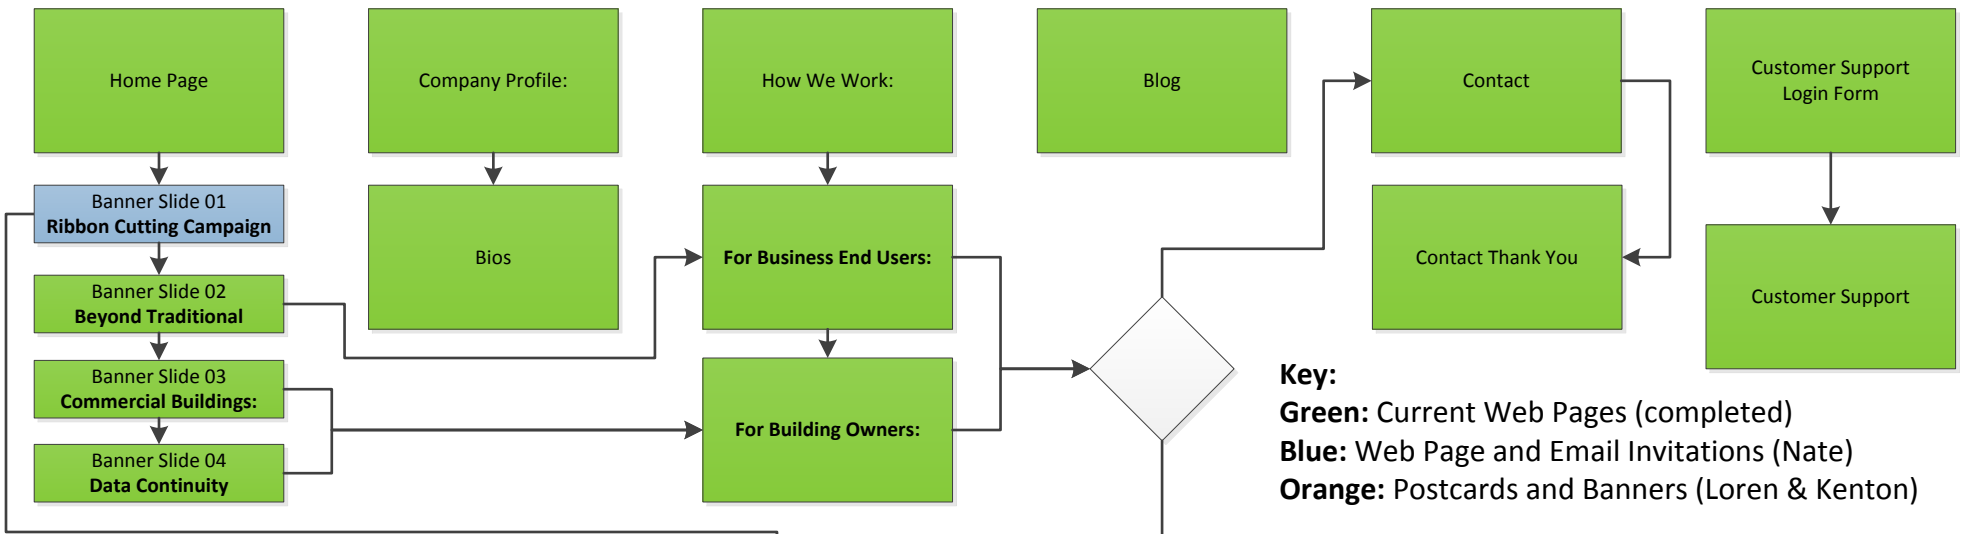 Home Page
Company Profile:
How We Work:
Blog
Contact
Customer Support
Login Form
Banner Slide 01
Ribbon Cutting Campaign
Bios
For Business End Users:
Contact Thank You
Customer Support
Banner Slide 02
Beyond Traditional
Banner Slide 03
Commercial Buildings:
For Building Owners:
Banner Slide 04
Data Continuity
Key:
Green: Current Web Pages (completed)
Blue: Web Page and Email Invitations (Nate)
Orange: Postcards and Banners (Loren & Kenton)